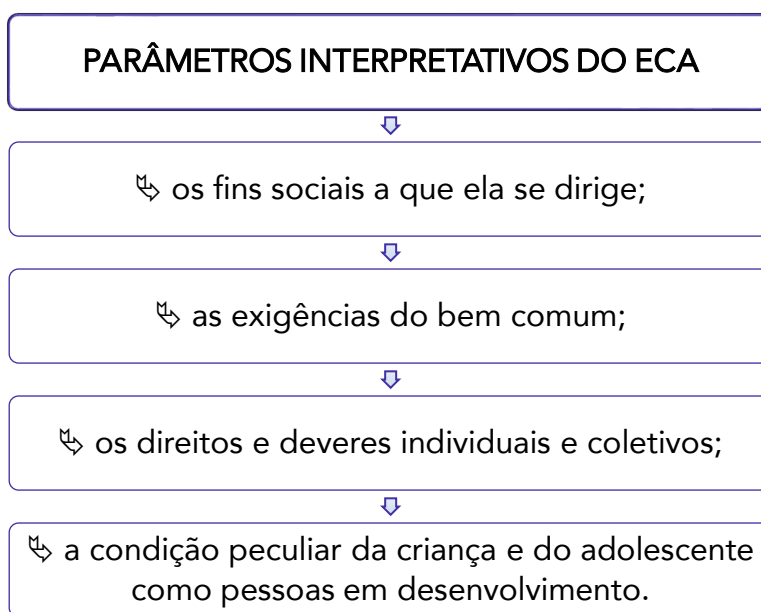 PARÂMETROS INTERPRETATIVOS DO ECA
↳ os fins sociais a que ela se dirige;
↳ as exigências do bem comum;
↳ os direitos e deveres individuais e coletivos;
↳ a condição peculiar da criança e do adolescente
como pessoas em desenvolvimento.